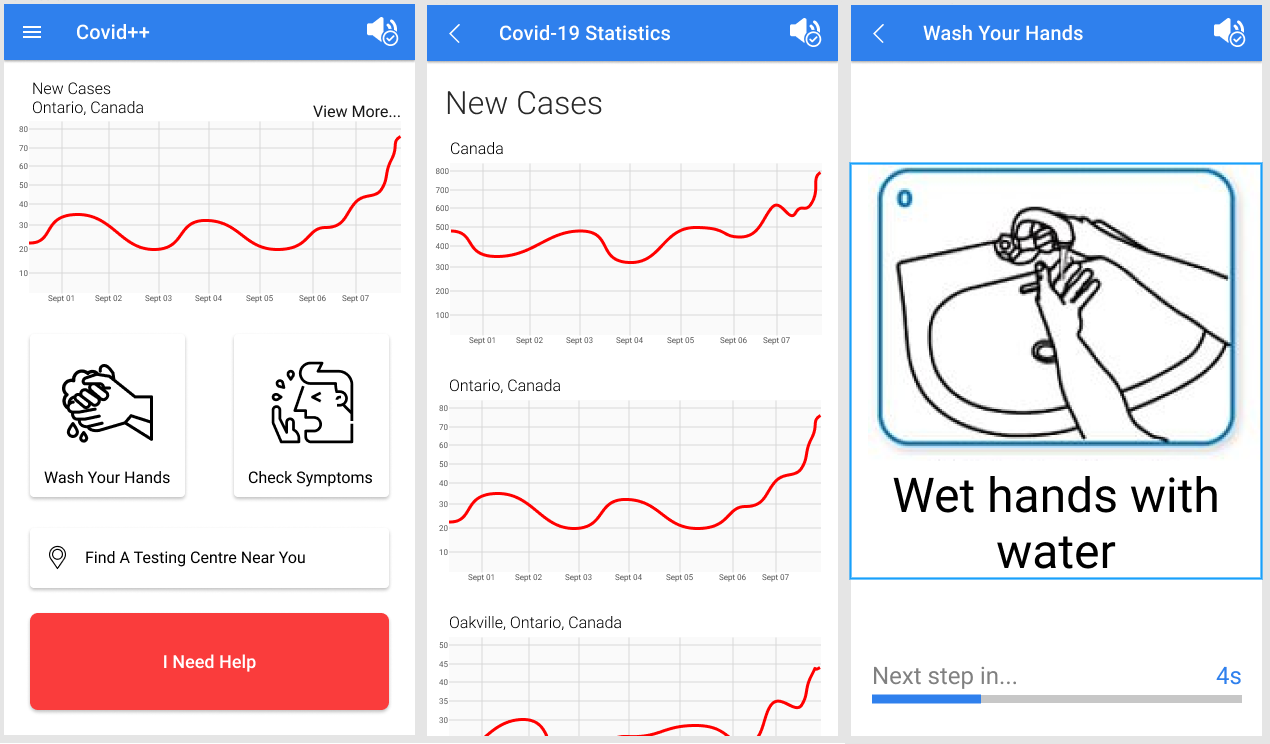 Covid++
New Cases
Ontario, Canada
View More...
80
70
60
50
40
30
20
10
Sept 01 Sept 02 Sept 03 Sept 04 Sept 05 Sept 06 Sept 07
Wash Your Hands
Check Symptoms
Find A Testing Centre Near You
I Need Help
Covid-19 Statistics
New Cases
Canada
800
700
600
500
400
300
200
100
Sept 01 Sept 02 Sept 03 Sept 04 Sept 05 Sept 06 Sept 07
Ontario, Canada
80
70
60
50
40
30
20
10
Sept 01 Sept 02 Sept 03 Sept 04 Sept 05 Sept 06 Sept 07
Oakville, Ontario, Canada
50
45
40
35
30
Wash Your Hands
0
Wet hands with
water
Next step in...
4s